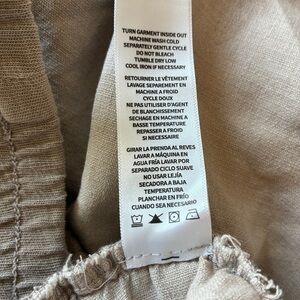 TURN GARMENT INSIDE OUT
MACHINE WASH COLD
SEPARATELY GENTLE CYCLE
DO NOT BLEACH
TUMBLE DRY LOW
COOL IRON IF NECESSARY
RETOURNER LE VÊTEMENT
LAVAGE SEPAREMENT EN
MACHINE A FROID
CYCLE DOUX
NE PAS UTILISER D'AGENT
DE BLANCHISSEMENT
SECHAGE EN MACHINE A
BASSE TEMPERATURE
REPASSER A FROID
SI NECESSAIRE
GIRAR LA PRENDA AL REVES
LAVAR A MÁQUINA EN
AGUA FRÍA LAVAR POR
SEPARADO CICLO SUAVE
NO USAR LEJÍA
SECADORA A BAJA
TEMPERATURA
PLANCHAR EN FRÍO
CUANDO SEA NECESARIO